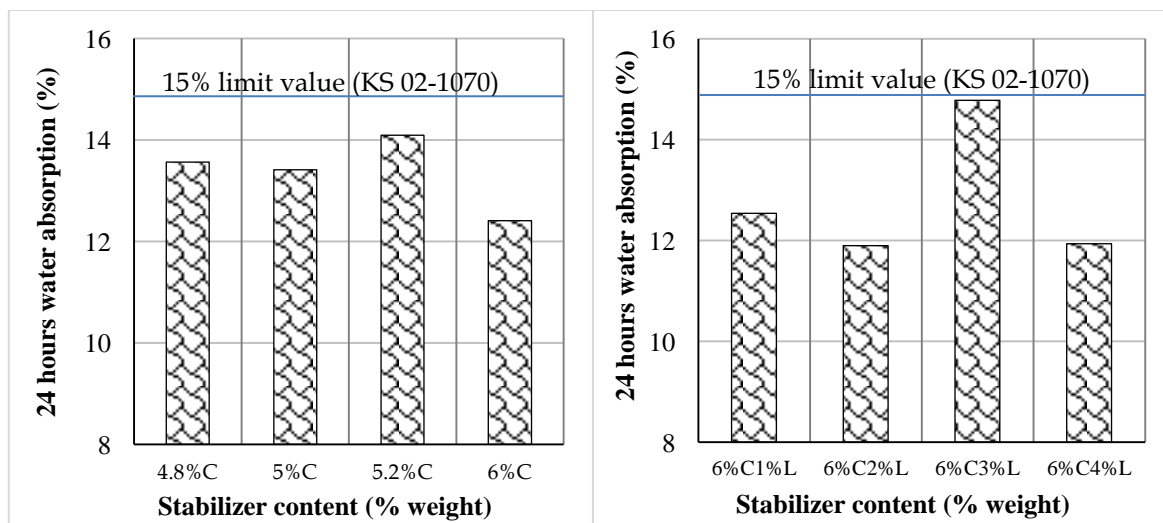 24 hours water absorption (%)
16
14
12
10
8
15% limit value (KS 02-1070)
4.8%C 5%C 5.2%C 6%C
Stabilizer content (% weight)
24 hours water absorption (%)
16
14
12
10
8
15% limit value (KS 02-1070)
6%C1%L 6%C2%L 6%C3%L 6%C4%L
Stabilizer content (% weight)